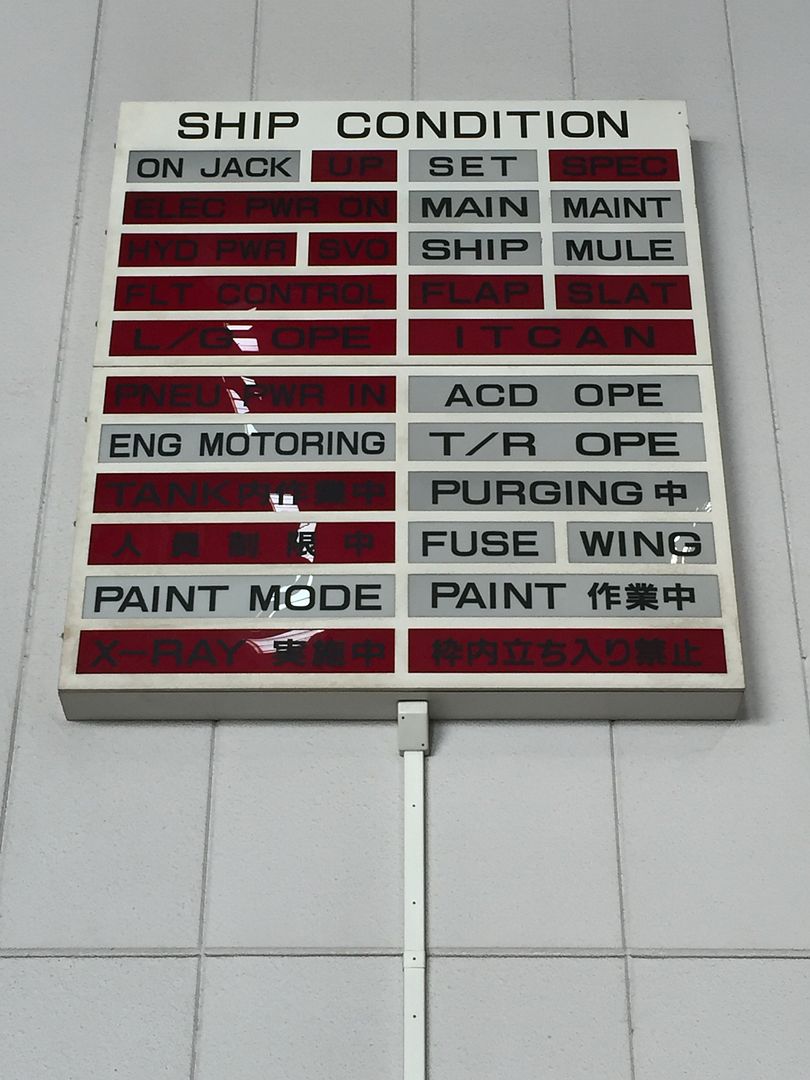 SHIP CONDITION
ON JACK UP SET SPEC
ELEC PWR ON MAIN MAINT
HYD PWR SVO SHIP MULE
FLT CONTROL FLAP SLAT
L/G OPE ITCAN
PNEU PWR IN ACD OPE
ENG MOTORING T/R OPE
TANK内作業中 PURGING中
人員制限中 FUSE WING
PAINT MODE PAINT 作業中
X-RAY 実施中 枠内立ち入り禁止